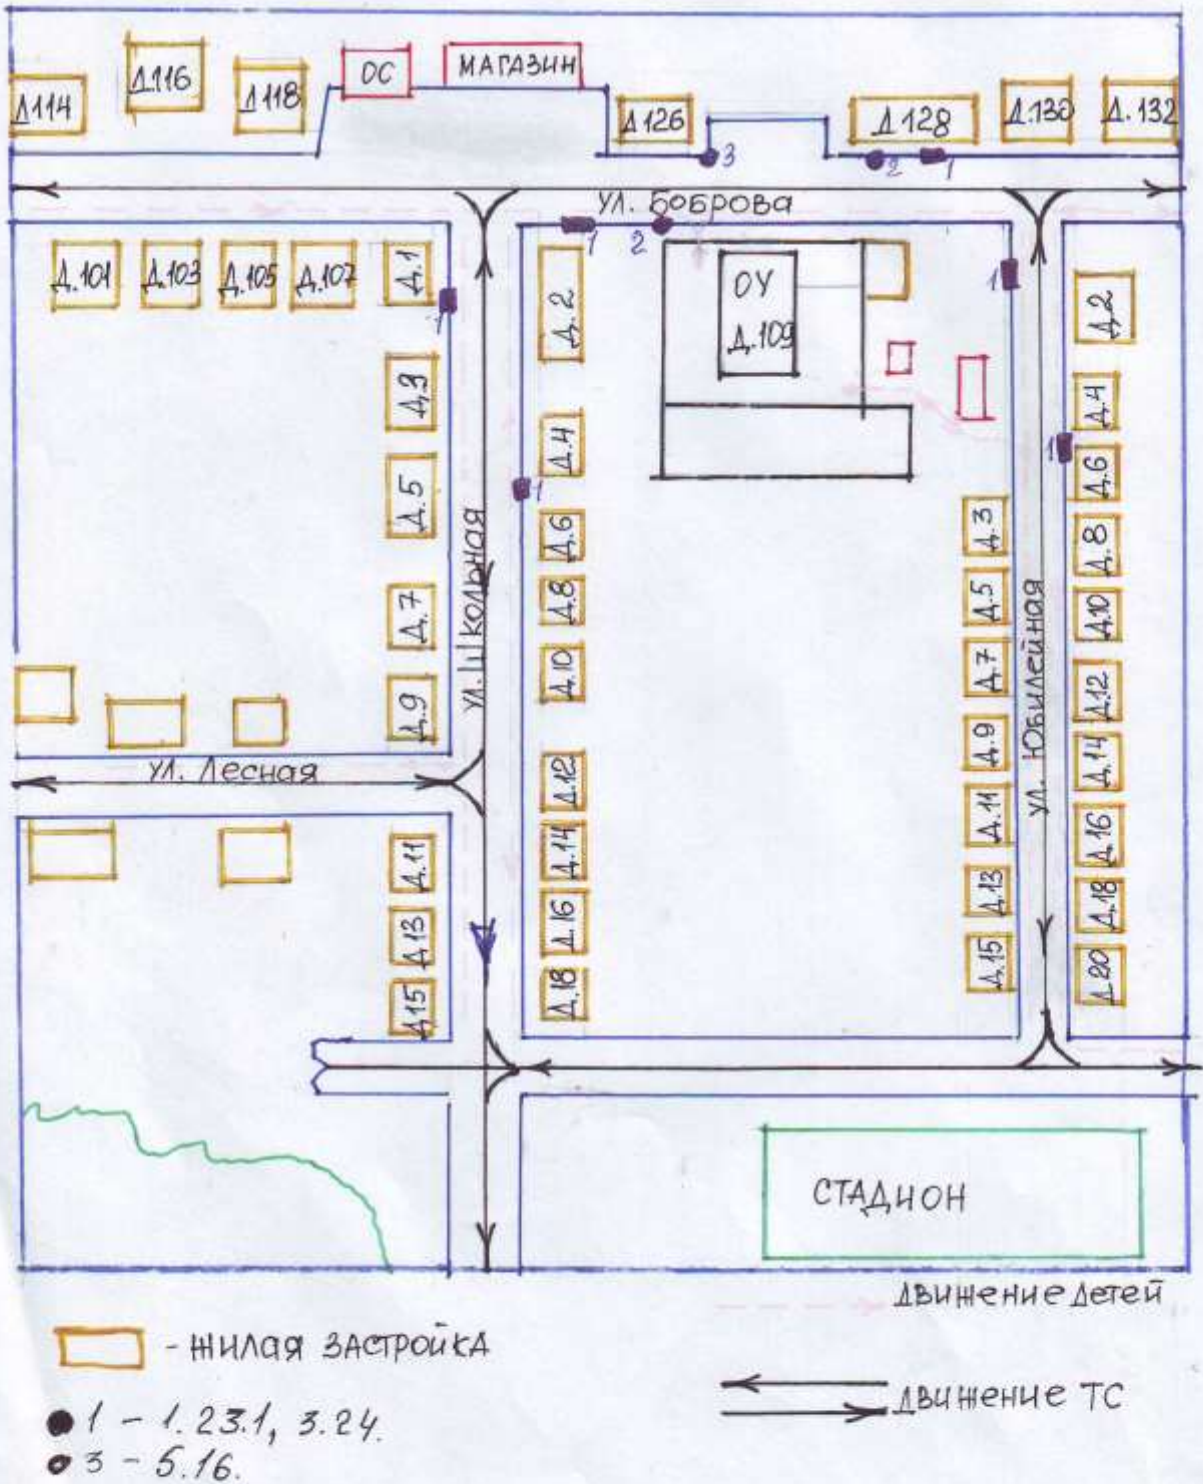 Д114
Д.116
Д118
ОС
МАГАЗИН
Д126
Д128
Д.130
Д.132
3
2
1
ул. Боброва
1
2
Д.101
Д.103
Д.105
Д.107
Д.1
1
Д.2
ОУ
Д.109
1
Д.2
Д.3
Д.4
Д.4
1
Д.6
Д.5
1
Д.6
Д.3
Д.8
Д.8
Д.5
Д.10
Д.7
Д.10
Д.7
Д.12
Д.9
ул. Школьная
ул. Юбилейная
Д.9
Д.14
ул. Лесная
Д.12
Д.11
Д.16
Д.11
Д.14
Д.13
Д.18
Д13
Д.16
Д.15
Д.20
Д15
Д.18
СТАДИОН
движение детей
- жилая застройка
движение ТС
1 - 1.23.1, 3.24.
3 - 5.16.